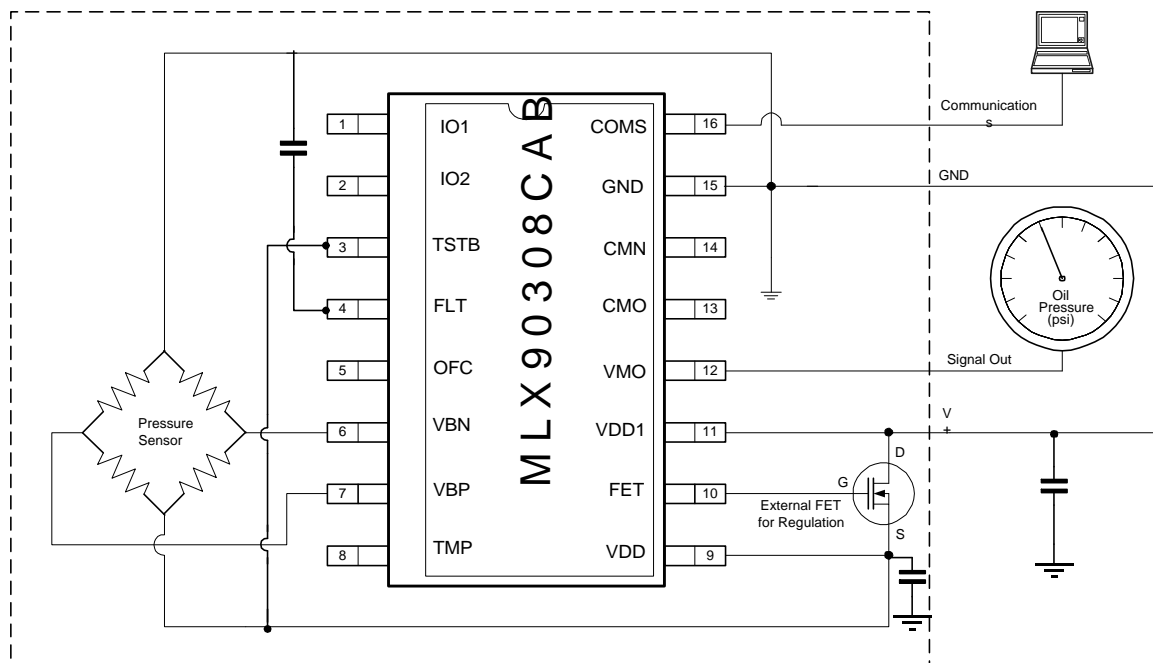 Communication
s
GND
Oil
Pressure
(psi)
Signal Out
V
+
MLX90308CAB
1
IO1
2
IO2
3
TSTB
4
FLT
5
OFC
6
VBN
7
VBP
8
TMP
COMS
16
GND
15
CMN
14
CMO
13
VMO
12
VDD1
11
FET
10
VDD
9
Pressure
Sensor
D
G
S
External FET
for Regulation